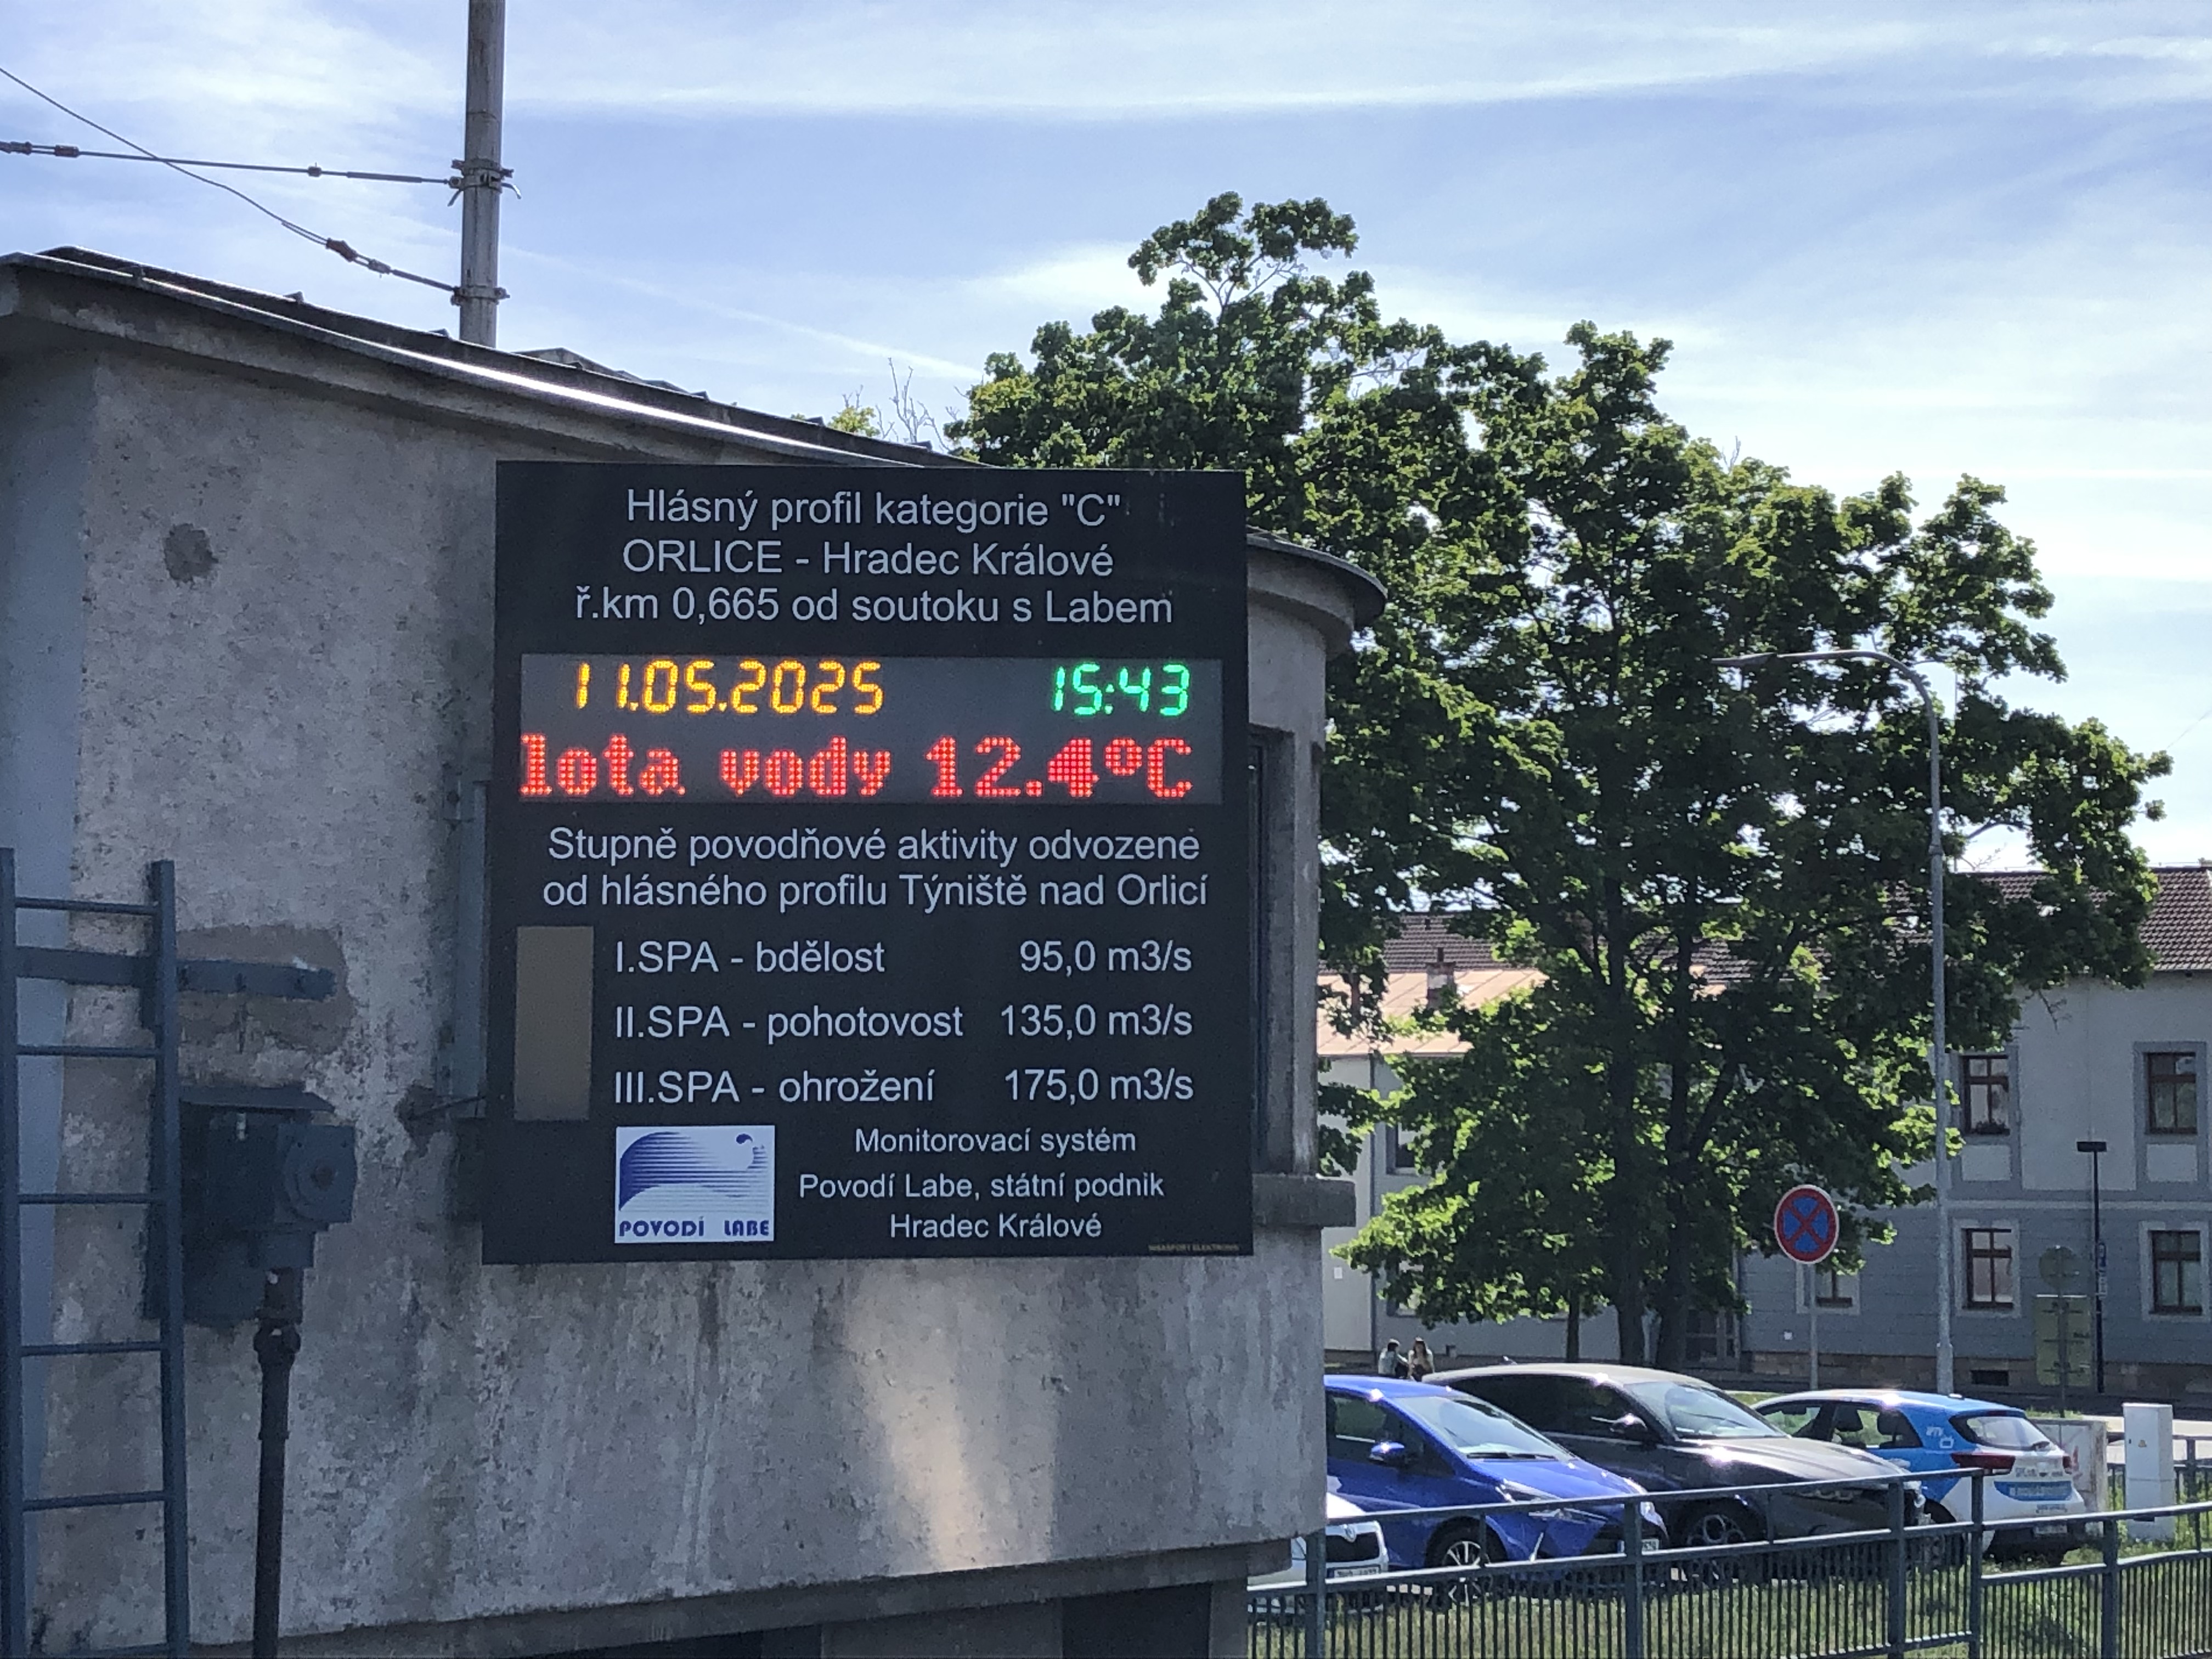 Hlásný profil kategorie "C"
ORLICE - Hradec Králové
ř.km 0,665 od soutoku s Labem
11.05.2025 15:43
lota vody 12.4°C
Stupně povodňové aktivity odvozene
od hlásného profilu Týniště nad Orlicí
I.SPA - bdělost 95,0 m3/s
II.SPA - pohotovost 135,0 m3/s
III.SPA - ohrožení 175,0 m3/s
POVODÍ LABE
Monitorovací systém
Povodí Labe, státní podnik
Hradec Králové